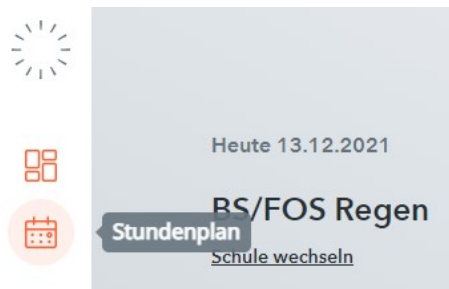 Heute 13.12.2021
BS/FOS Regen
Stundenplan
Schule wechseln